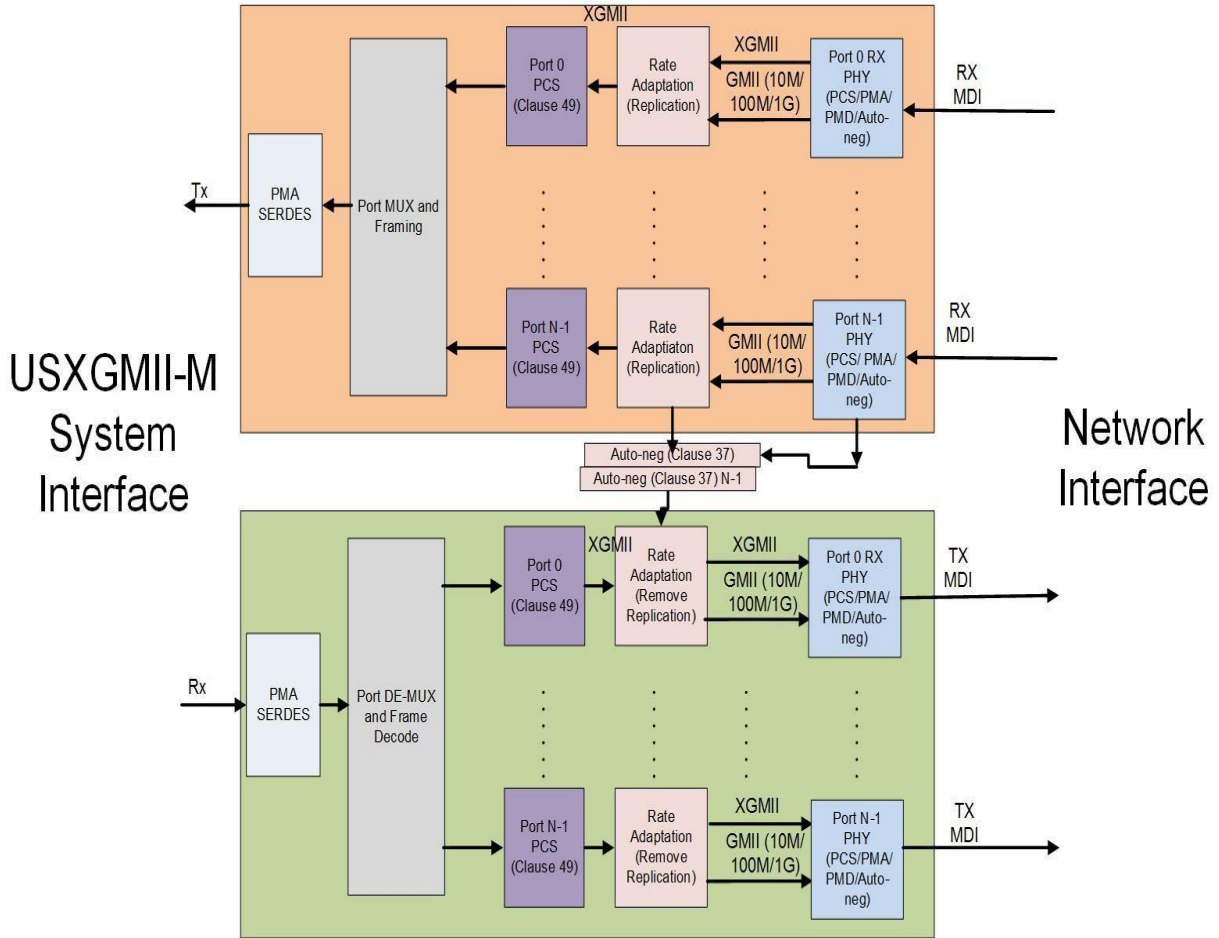 XGMII
Port 0
PCS
(Clause 49)
Rate
Adaptation
(Replication)
XGMII
GMII (10M/
100M/1G)
Port 0 RX
PHY
(PCS/PMA/
PMD/Auto-
neg)
RX
MDI
Tx
PMA
SERDES
Port MUX and
Framing
Port N-1
PCS
(Clause 49)
Rate
Adaptiaton
(Replication)
GMII (10M/
100M/1G)
Port N-1
PHY
(PCS/ PMA/
PMD/Auto-
neg)
RX
MDI
USXGMII-M
System
Interface
Auto-neg (Clause 37)
Auto-neg (Clause 37) N-1
Network
Interface
Port 0
PCS
(Clause 49)
XGMII
Rate
Adaptation
(Remove
Replication)
XGMII
GMII (10M/
100M/1G)
Port 0 RX
PHY
(PCS/PMA/
PMD/Auto-
neg)
TX
MDI
Rx
PMA
SERDES
Port DE-MUX
and Frame
Decode
Port N-1
PCS
(Clause 49)
Rate
Adaptation
(Remove
Replication)
XGMII
GMII (10M/
100M/1G)
Port N-1
PHY
(PCS/PMA/
PMD/Auto-
neg)
TX
MDI